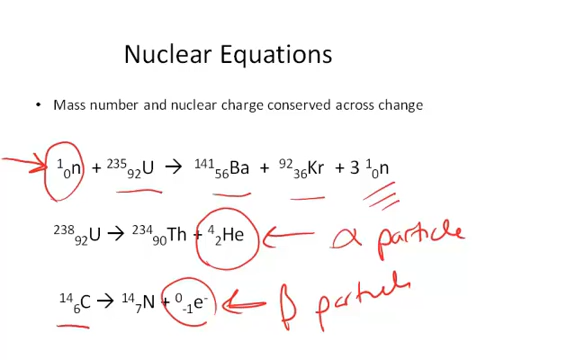 Nuclear Equations
• Mass number and nuclear charge conserved across change
¹₀n + ²³⁵₉₂U → ¹⁴¹₅₆Ba + ⁹²₃₆Kr + 3 ¹₀n
²³⁸₉₂U → ²³⁴₉₀Th + ⁴₂He ← α particle
¹⁴₆C → ¹⁴₇N + ⁰₋₁e⁻ ← β particle